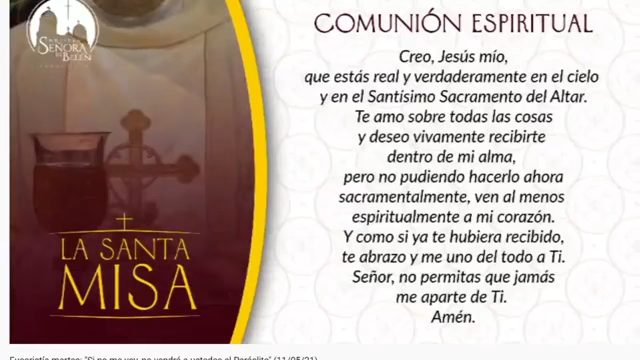 SEÑORA
DE BELÉN
COMUNIÓN ESPIRITUAL
Creo, Jesús mío,
que estás real y verdaderamente en el cielo
y en el Santísimo Sacramento del Altar.
Te amo sobre todas las cosas
y deseo vivamente recibirte
dentro de mi alma,
pero no pudiendo hacerlo ahora
sacramentalmente, ven al menos
espiritualmente a mi corazón.
Y como si ya te hubiera recibido,
te abrazo y me uno del todo a Ti.
Señor, no permitas que jamás
me aparte de Ti.
Amén.
LA SANTA
MISA